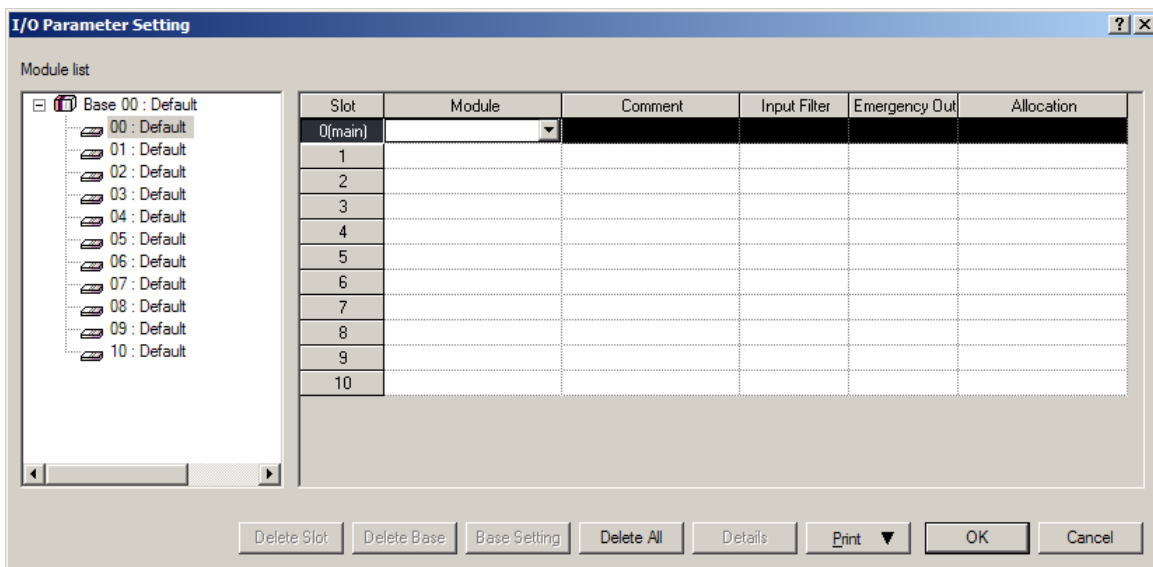 I/O Parameter Setting
Module list
Base 00 : Default
00 : Default
01 : Default
02 : Default
03 : Default
04 : Default
05 : Default
06 : Default
07 : Default
08 : Default
09 : Default
10 : Default
Slot Module Comment Input Filter Emergency Out Allocation
0(main)
1
2
3
4
5
6
7
8
9
10
Delete Slot Delete Base Base Setting Delete All Details Print ▼ OK Cancel